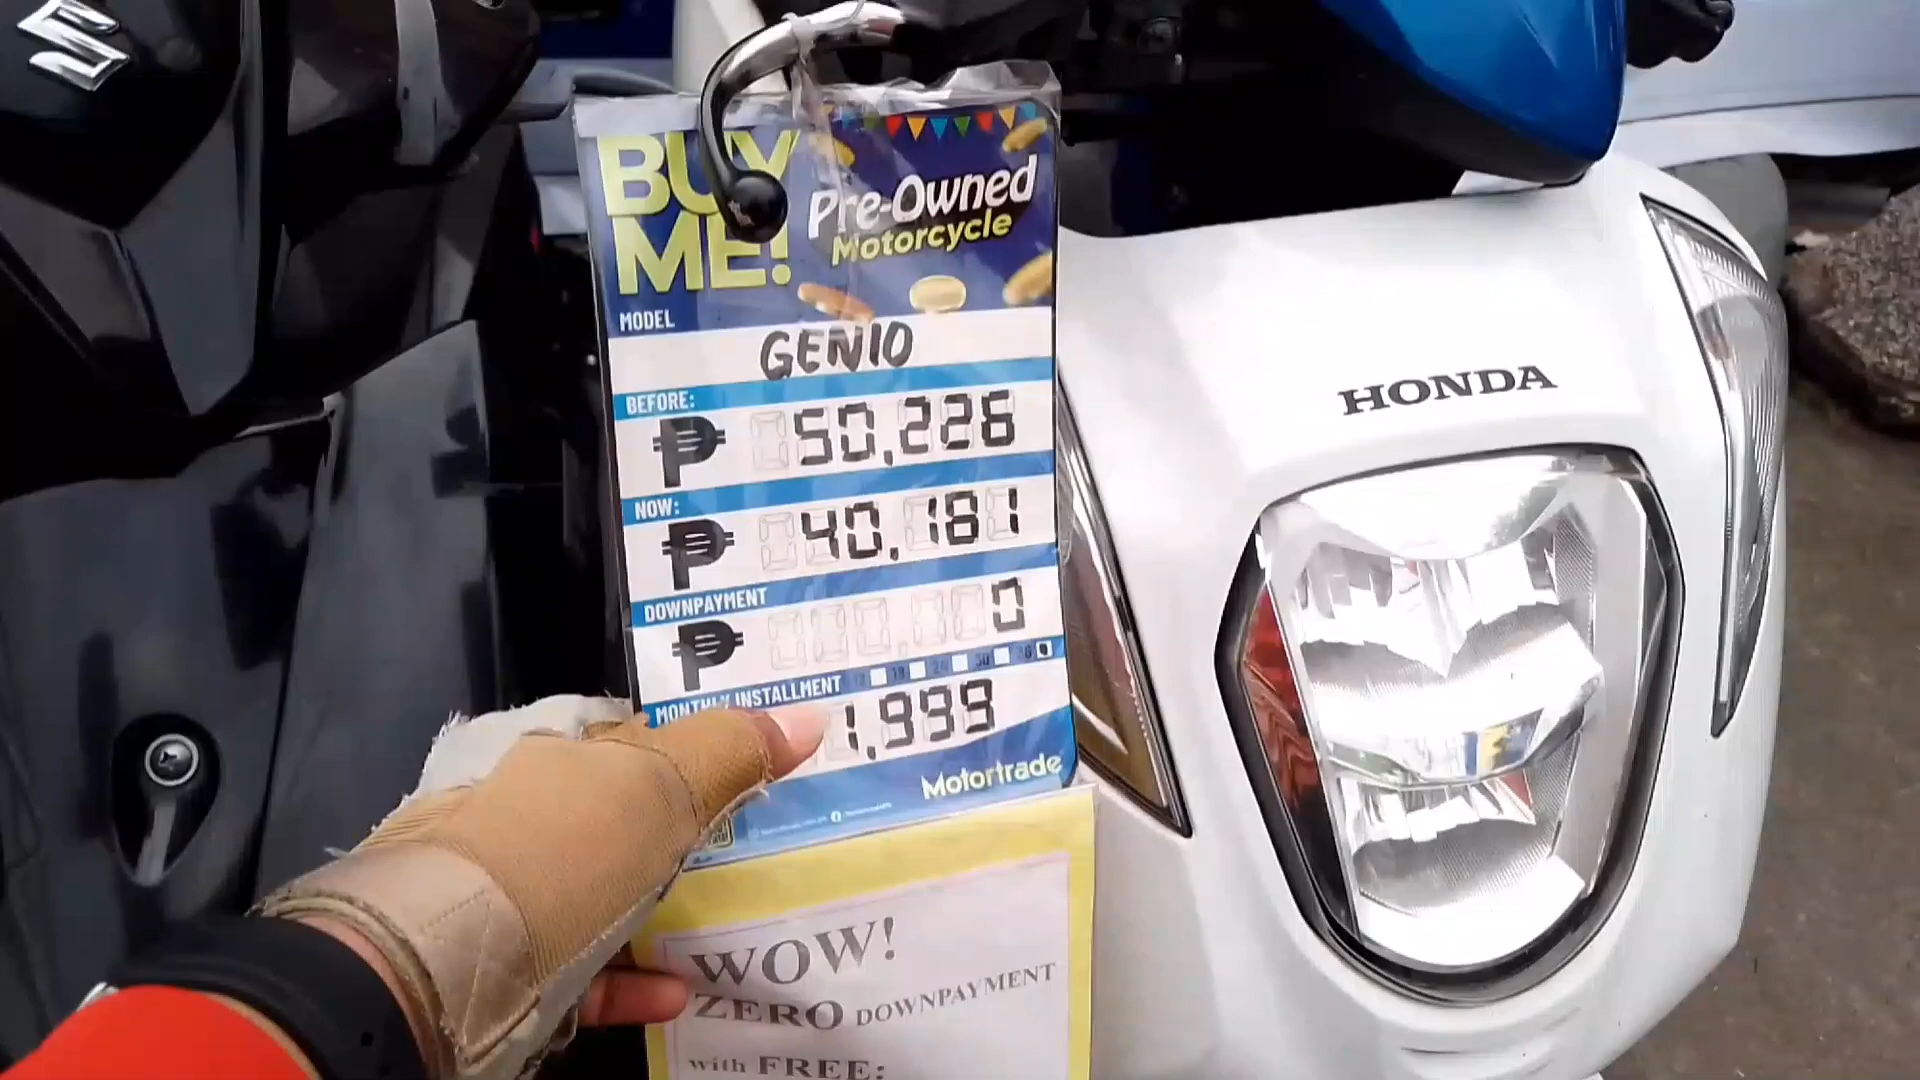 BUY
ME!
Pre-Owned
Motorcycle
MODEL
GENIO
BEFORE:
₱ 50,226
NOW:
₱ 40,181
DOWNPAYMENT
₱ 0
MONTHLY INSTALLMENT
1,999
Motortrade
WOW!
ZERO DOWNPAYMENT
with FREE:
HONDA